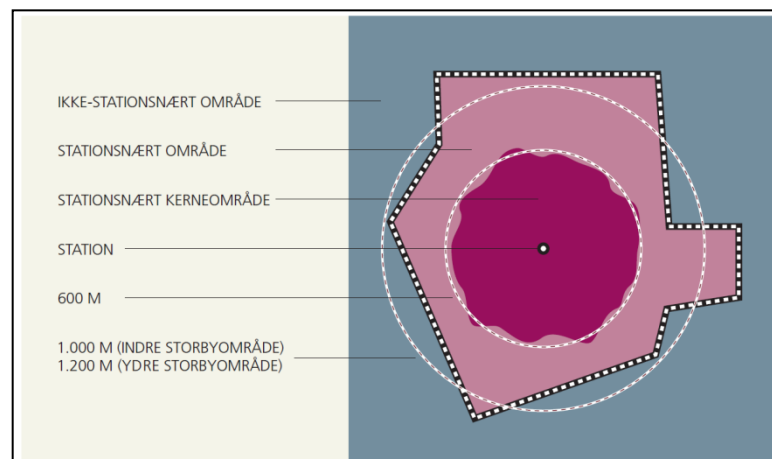 IKKE-STATIONSNÆRT OMRÅDE
STATIONSNÆRT OMRÅDE
STATIONSNÆRT KERNEOMRÅDE
STATION
600 M
1.000 M (INDRE STORBYOMRÅDE)
1.200 M (YDRE STORBYOMRÅDE)